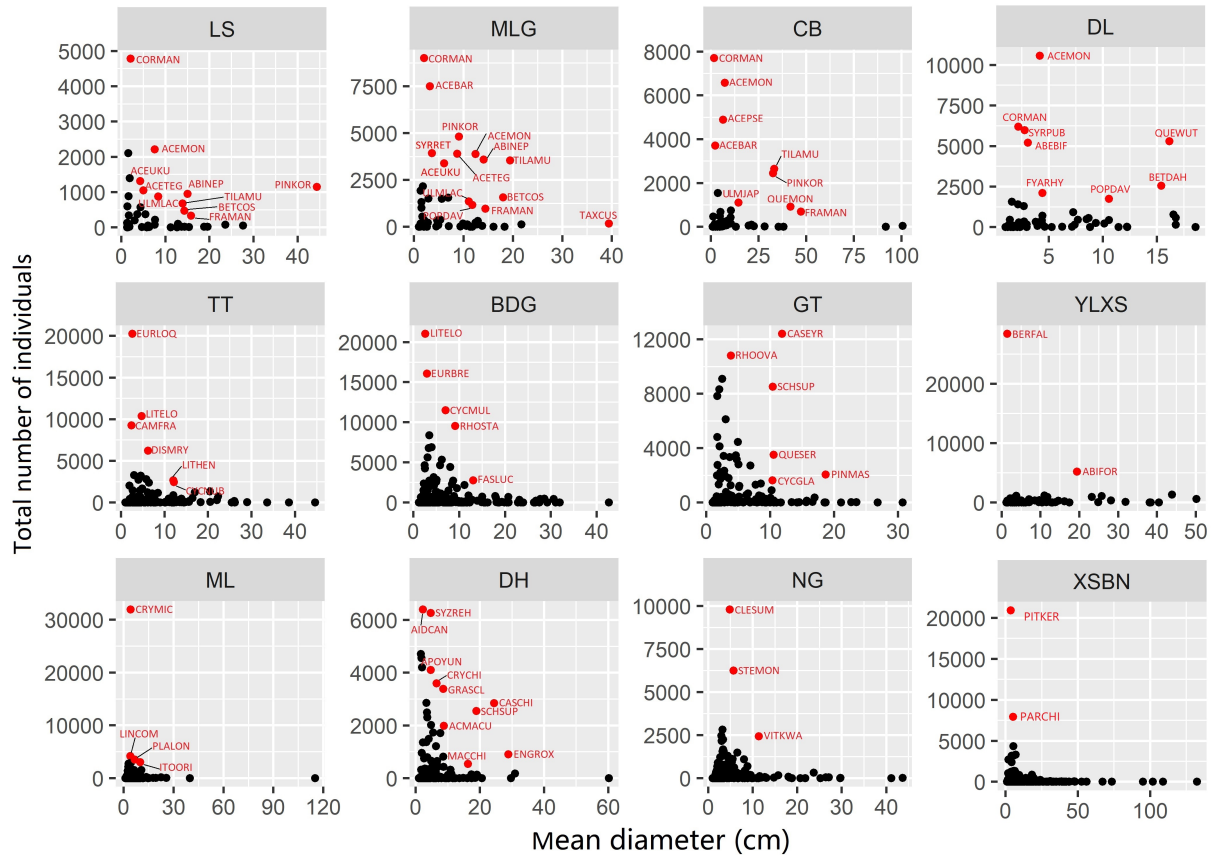 LS
MLG
CB
DL
5000
4000
3000
2000
1000
0
CORMAN
ACEMON
ACEUKU
ACETEG
ABINEP
PINKOR
ULMLAC
TILAMU
BETCOS
FRAMAN
0
10
20
30
40
7500
5000
2500
0
CORMAN
ACEBAR
PINKOR
ACEMON
SYRRET
ABINEP
TILAMU
ACEUKU
ACETEG
ULMLAC
BETCOS
POPDAV
FRAMAN
TAXCUS
0
10
20
30
40
8000
6000
4000
2000
0
CORMAN
ACEMON
ACEPSE
ACEBAR
TILAMU
PINKOR
ULMJAP
QUEMON
FRAMAN
0
25
50
75
100
10000
7500
5000
2500
0
ACEMON
CORMAN
SYRPUB
ABEBIF
QUEWUT
FYARHY
POPDAV
BETDAH
5
10
15
TT
BDG
GT
YLXS
20000
15000
10000
5000
0
EURLOQ
LITELO
CAMFRA
DISMRY
LITHEN
0
10
20
30
40
20000
15000
10000
5000
0
LITELO
EURBRE
CYCMUL
RHOSTA
FASLUC
0
10
20
30
40
12000
8000
4000
0
CASEYR
RHOOVA
SCHSUP
QUESER
CYCGLA
PINMAS
0
10
20
30
20000
10000
0
BERFAL
ABIFOR
0
10
20
30
40
50
ML
DH
NG
XSBN
30000
20000
10000
0
CRYMIC
LINCOM
PLALON
ITOORI
0
30
60
90
120
6000
4000
2000
0
SYZREH
AIDCAN
APOYUN
CRYCHI
GRASCL
CASCHI
SCHSUP
ACMACU
MACCHI
ENGROX
0
20
40
60
10000
7500
5000
2500
0
CLESUM
STEMON
VITKWA
0
10
20
30
40
20000
15000
10000
5000
0
PITKER
PARCHI
0
50
100
Total number of individuals
Mean diameter (cm)